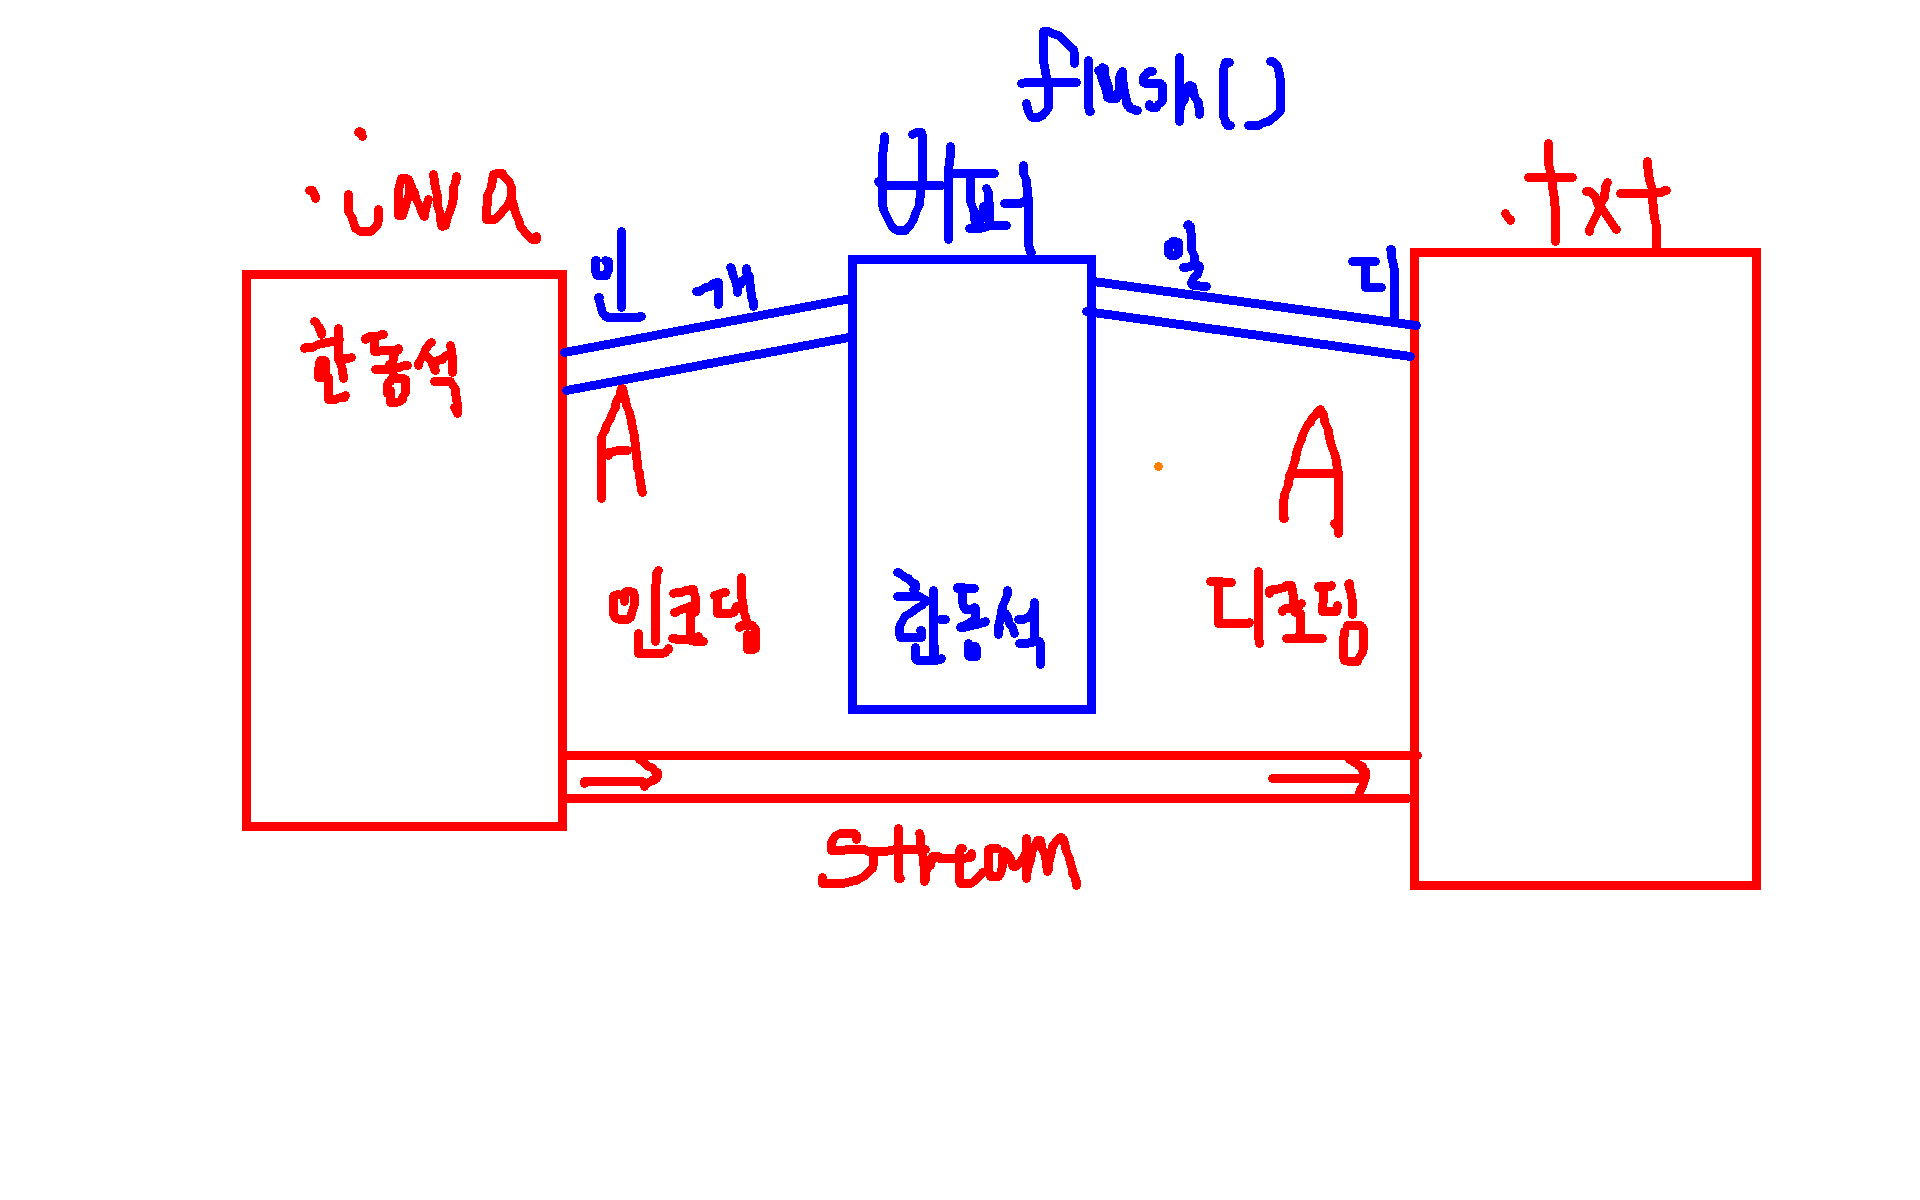 flush()
.java
버퍼
.txt
인 개 일 디
한동석
A
A
인코딩
한동석
디코딩
Stream